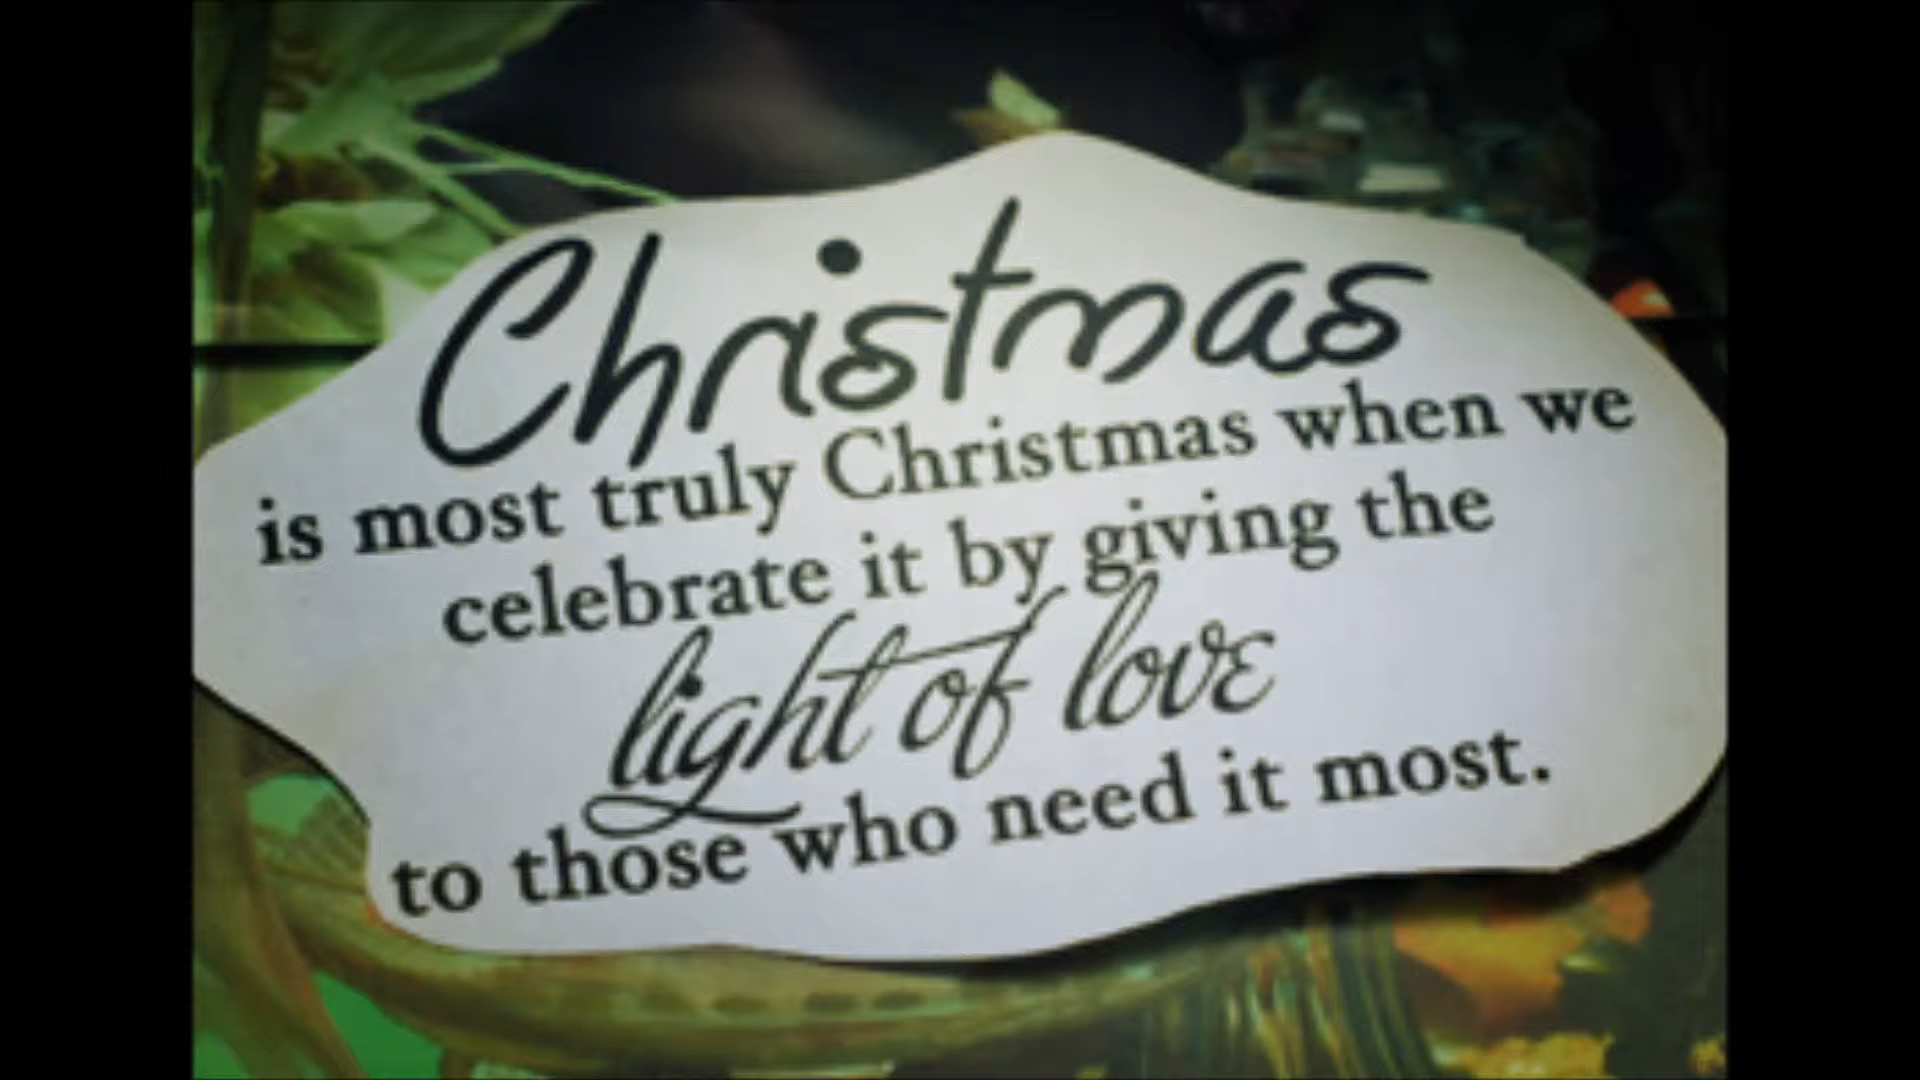 Christmas
is most truly Christmas when we
celebrate it by giving the
light of love
to those who need it most.